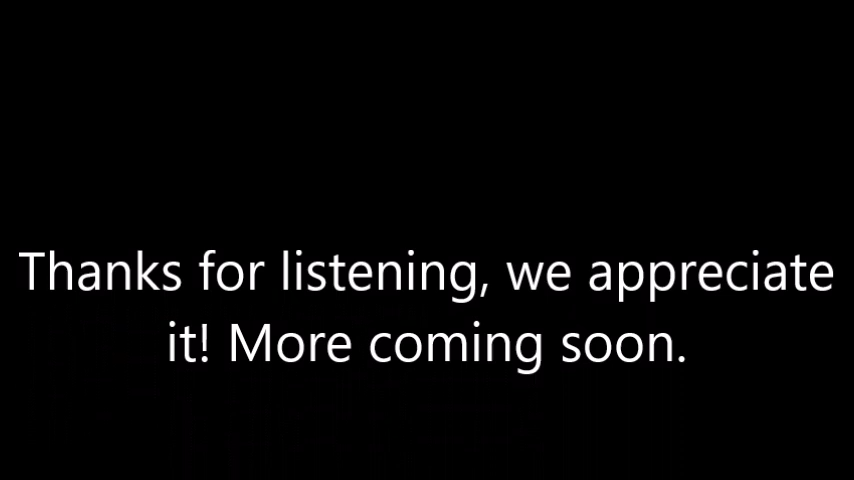 Thanks for listening, we appreciate
it! More coming soon.